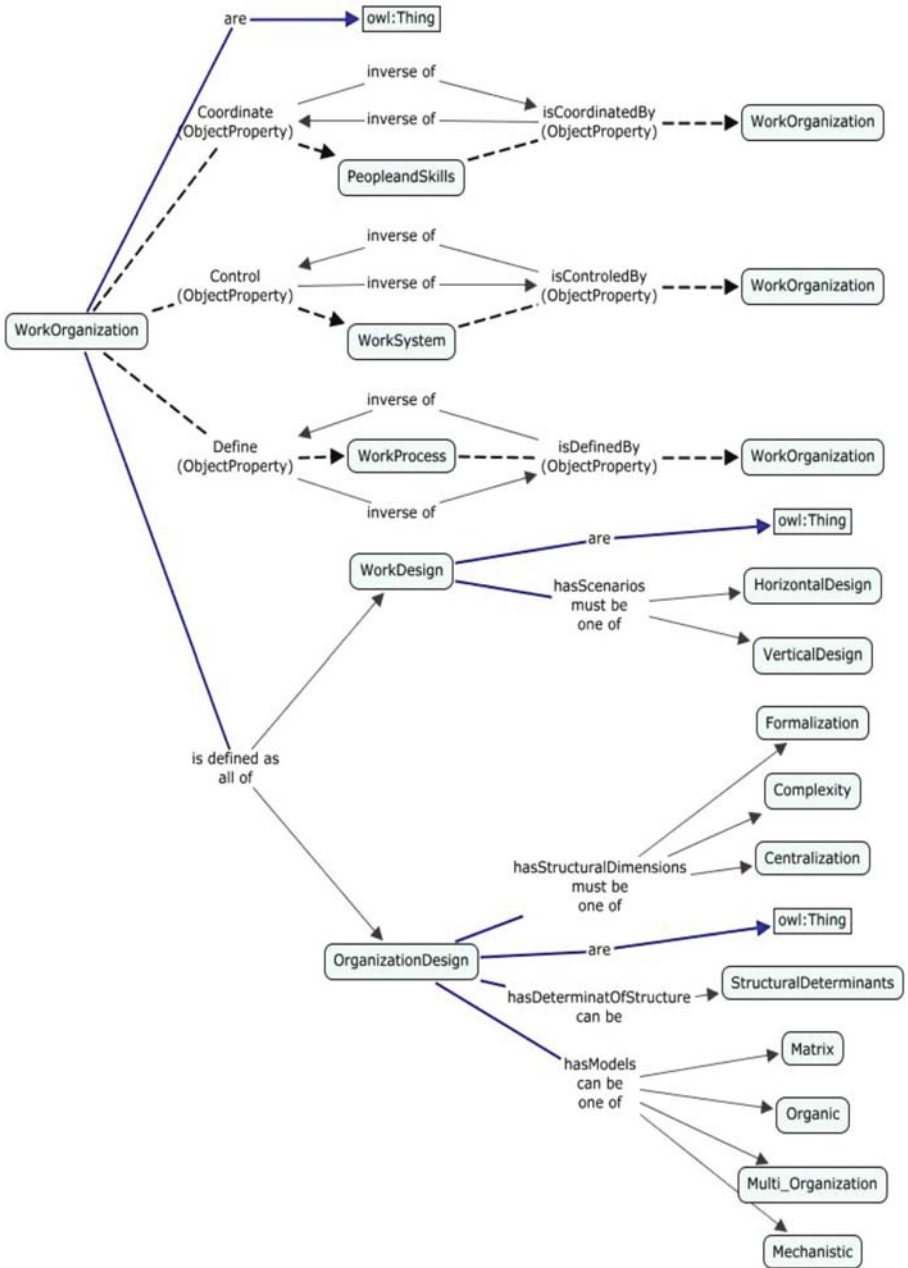 are
owl:Thing
inverse of
Coordinate
(ObjectProperty)
inverse of
isCoordinatedBy
(ObjectProperty)
WorkOrganization
PeopleandSkills
inverse of
Control
(ObjectProperty)
inverse of
isControledBy
(ObjectProperty)
WorkOrganization
WorkOrganization
WorkSystem
inverse of
Define
(ObjectProperty)
WorkProcess
isDefinedBy
(ObjectProperty)
WorkOrganization
inverse of
owl:Thing
are
WorkDesign
hasScenarios
must be
one of
HorizontalDesign
VerticalDesign
is defined as
all of
Formalization
Complexity
hasStructuralDimensions
must be
one of
Centralization
owl:Thing
are
OrganizationDesign
hasDeterminatOfStructure
can be
StructuralDeterminants
hasModels
can be
one of
Matrix
Organic
Multi_Organization
Mechanistic